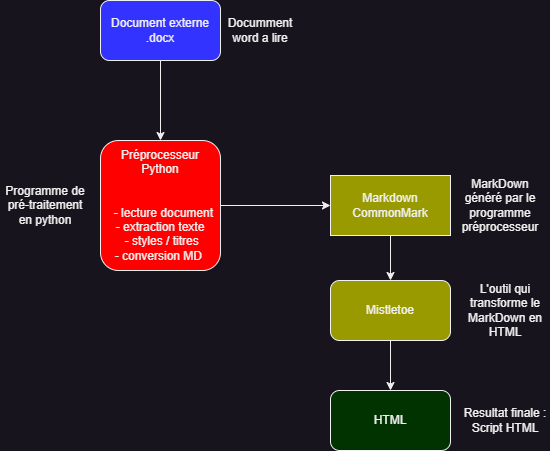 Document externe
.docx
Documment
word a lire
Préprocesseur
Python
- lecture document
- extraction texte
- styles / titres
- conversion MD
Programme de
pré-traitement
en python
Markdown
CommonMark
MarkDown
généré par le
programme
préprocesseur
Mistletoe
L'outil qui
transforme le
MarkDown en
HTML
HTML
Resultat finale :
Script HTML